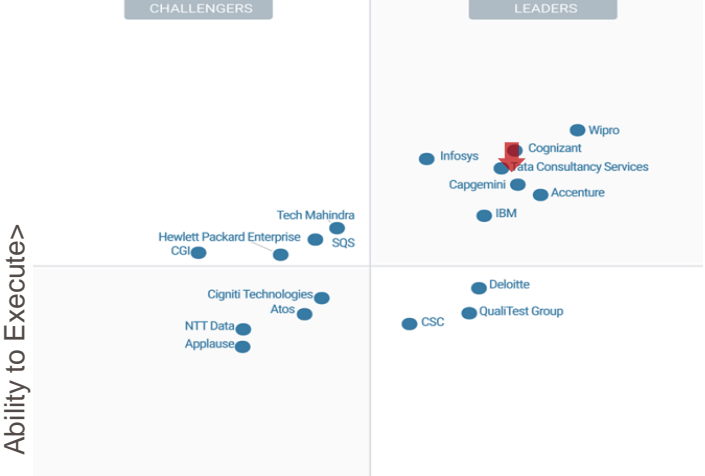 CHALLENGERS
LEADERS
Wipro
Cognizant
Infosys
Tata Consultancy Services
Capgemini
Accenture
IBM
Tech Mahindra
Hewlett Packard Enterprise
SQS
CGI
Deloitte
Cigniti Technologies
Atos
QualiTest Group
CSC
NTT Data
Applause
Ability to Execute>